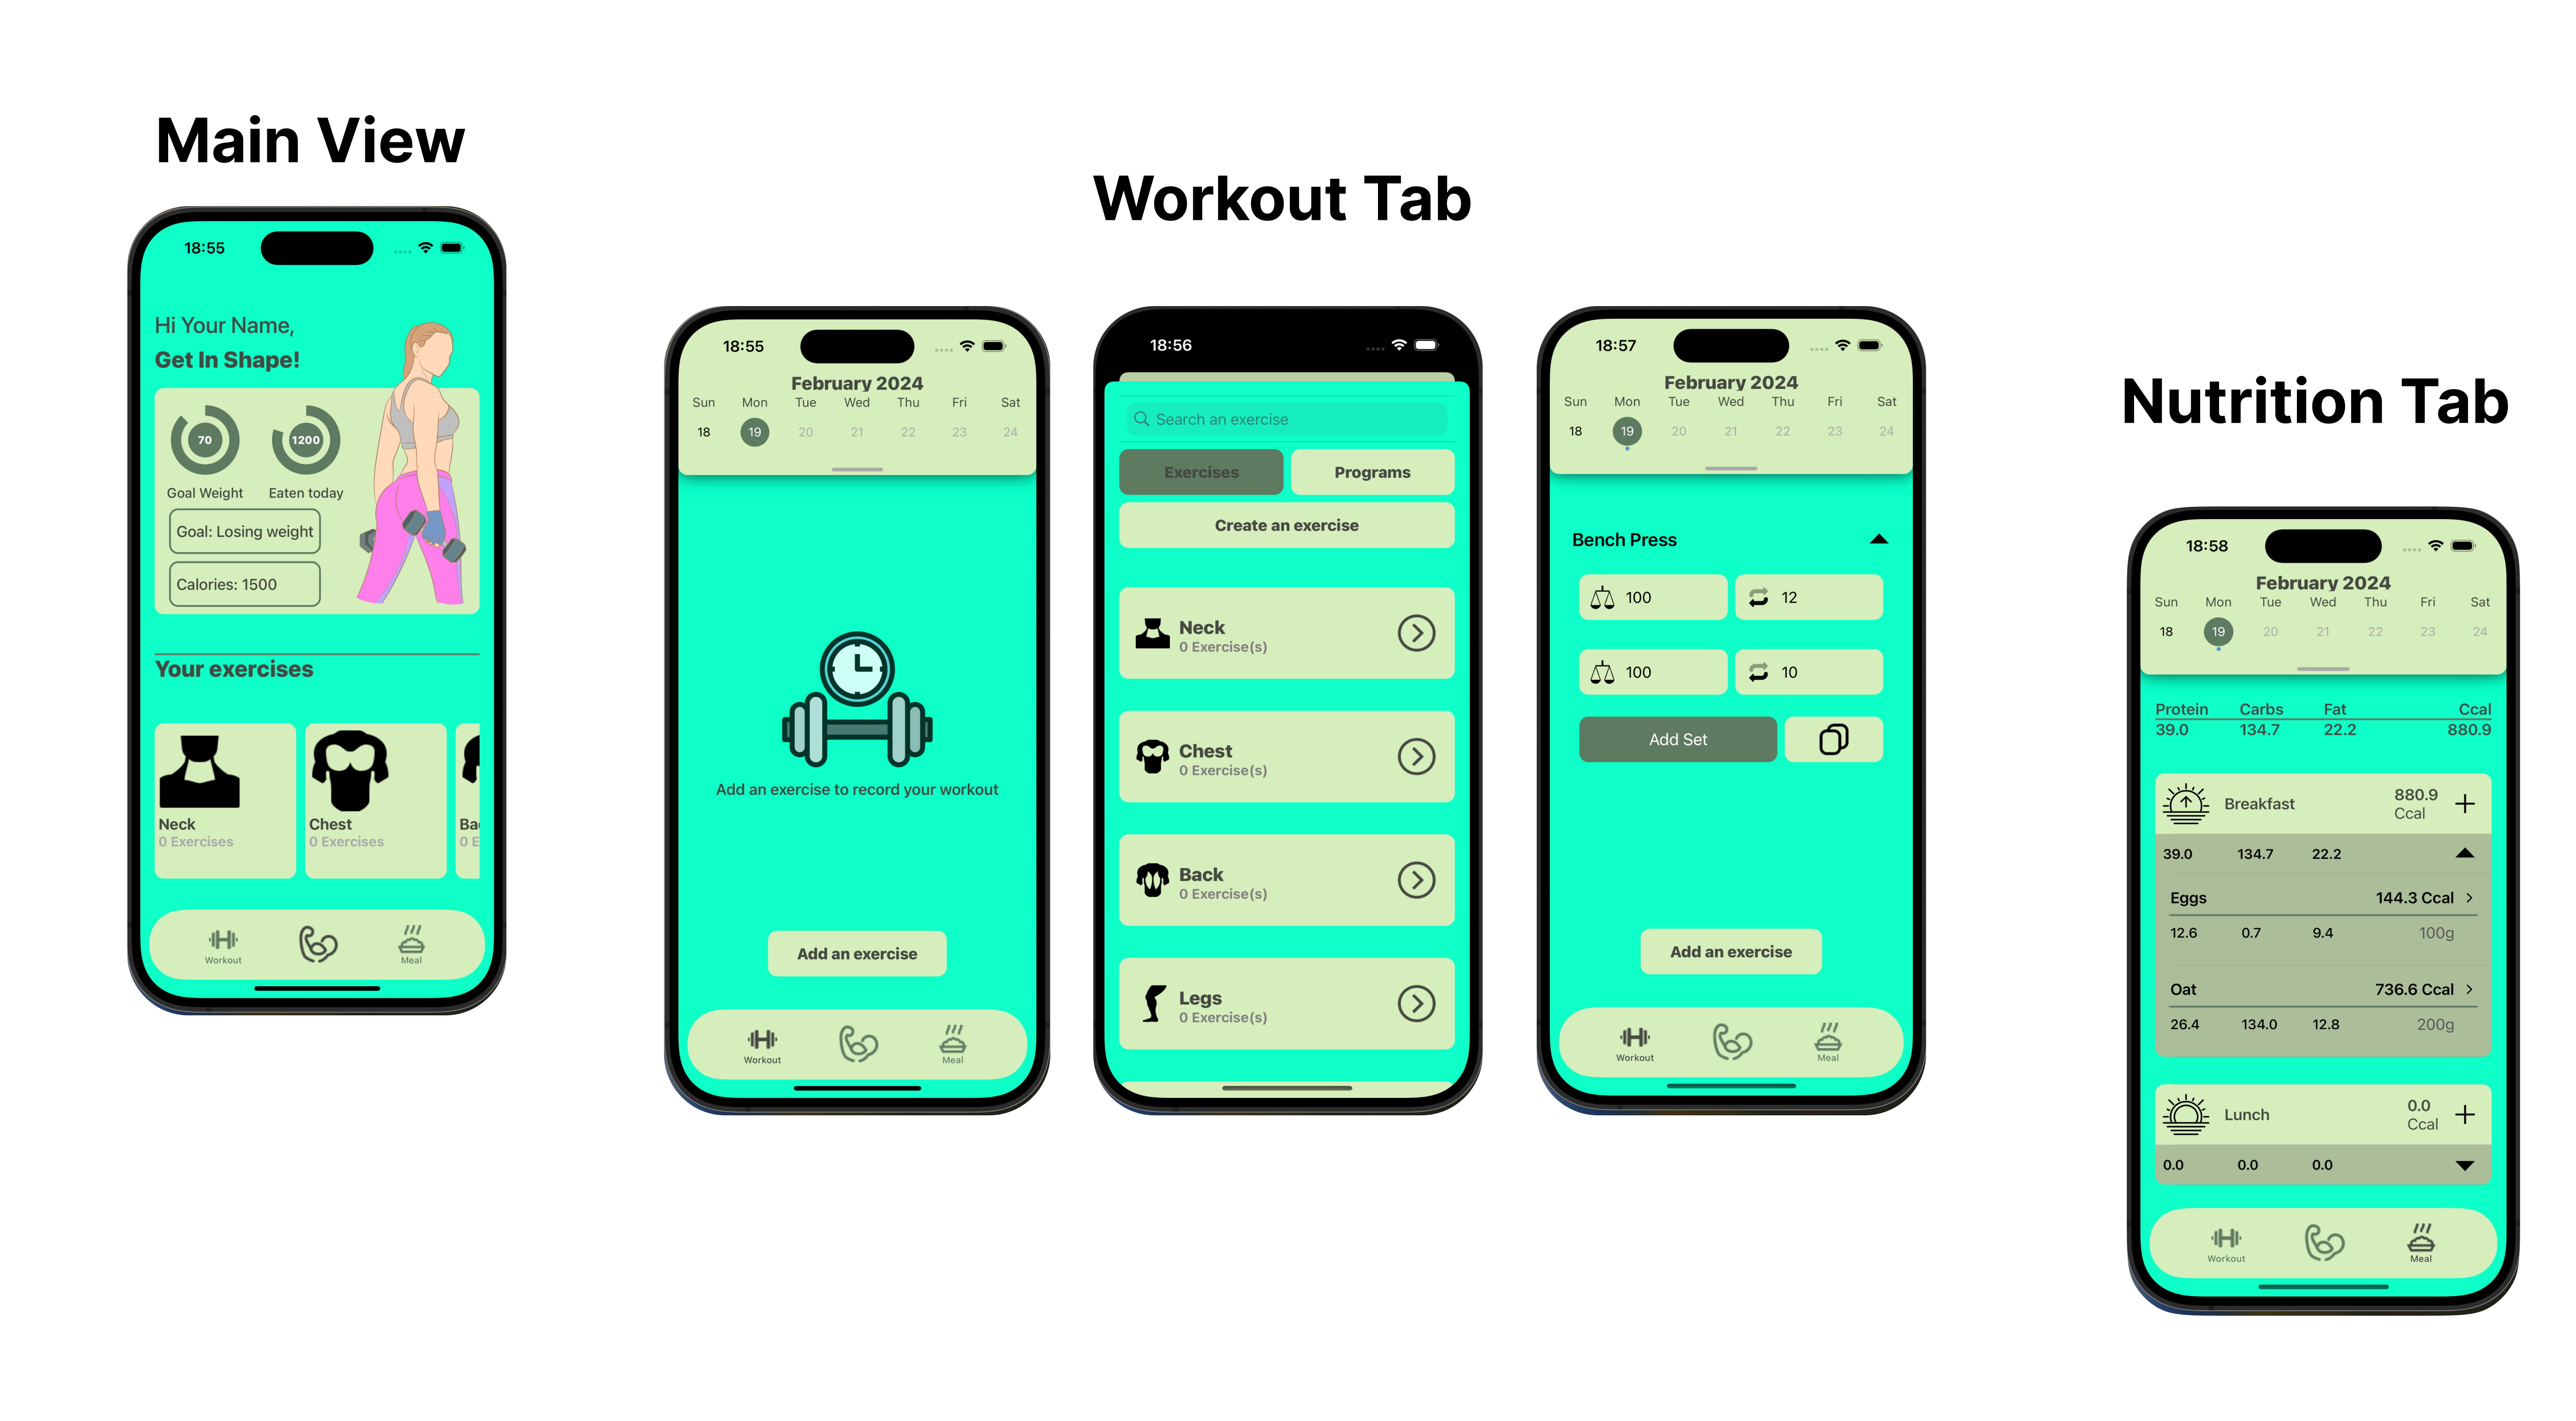 Main View
18:55
Hi Your Name,
Get In Shape!
70
1200
Goal Weight
Eaten today
Goal: Losing weight
Calories: 1500
Your exercises
Neck
0 Exercises
Chest
0 Exercises
Ba
0 E
Workout
Meal
Workout Tab
18:55
February 2024
Sun Mon Tue Wed Thu Fri Sat
18 19 20 21 22 23 24
Add an exercise to record your workout
Add an exercise
Workout
Meal
18:56
Search an exercise
Exercises
Programs
Create an exercise
Neck
0 Exercise(s)
Chest
0 Exercise(s)
Back
0 Exercise(s)
Legs
0 Exercise(s)
18:57
February 2024
Sun Mon Tue Wed Thu Fri Sat
18 19 20 21 22 23 24
Bench Press
100 12
100 10
Add Set
Add an exercise
Workout
Meal
Nutrition Tab
18:58
February 2024
Sun Mon Tue Wed Thu Fri Sat
18 19 20 21 22 23 24
Protein Carbs Fat Ccal
39.0 134.7 22.2 880.9
Breakfast
880.9
Ccal
39.0 134.7 22.2
Eggs 144.3 Ccal
12.6 0.7 9.4 100g
Oat 736.6 Ccal
26.4 134.0 12.8 200g
Lunch
0.0
Ccal
0.0 0.0 0.0
Workout
Meal